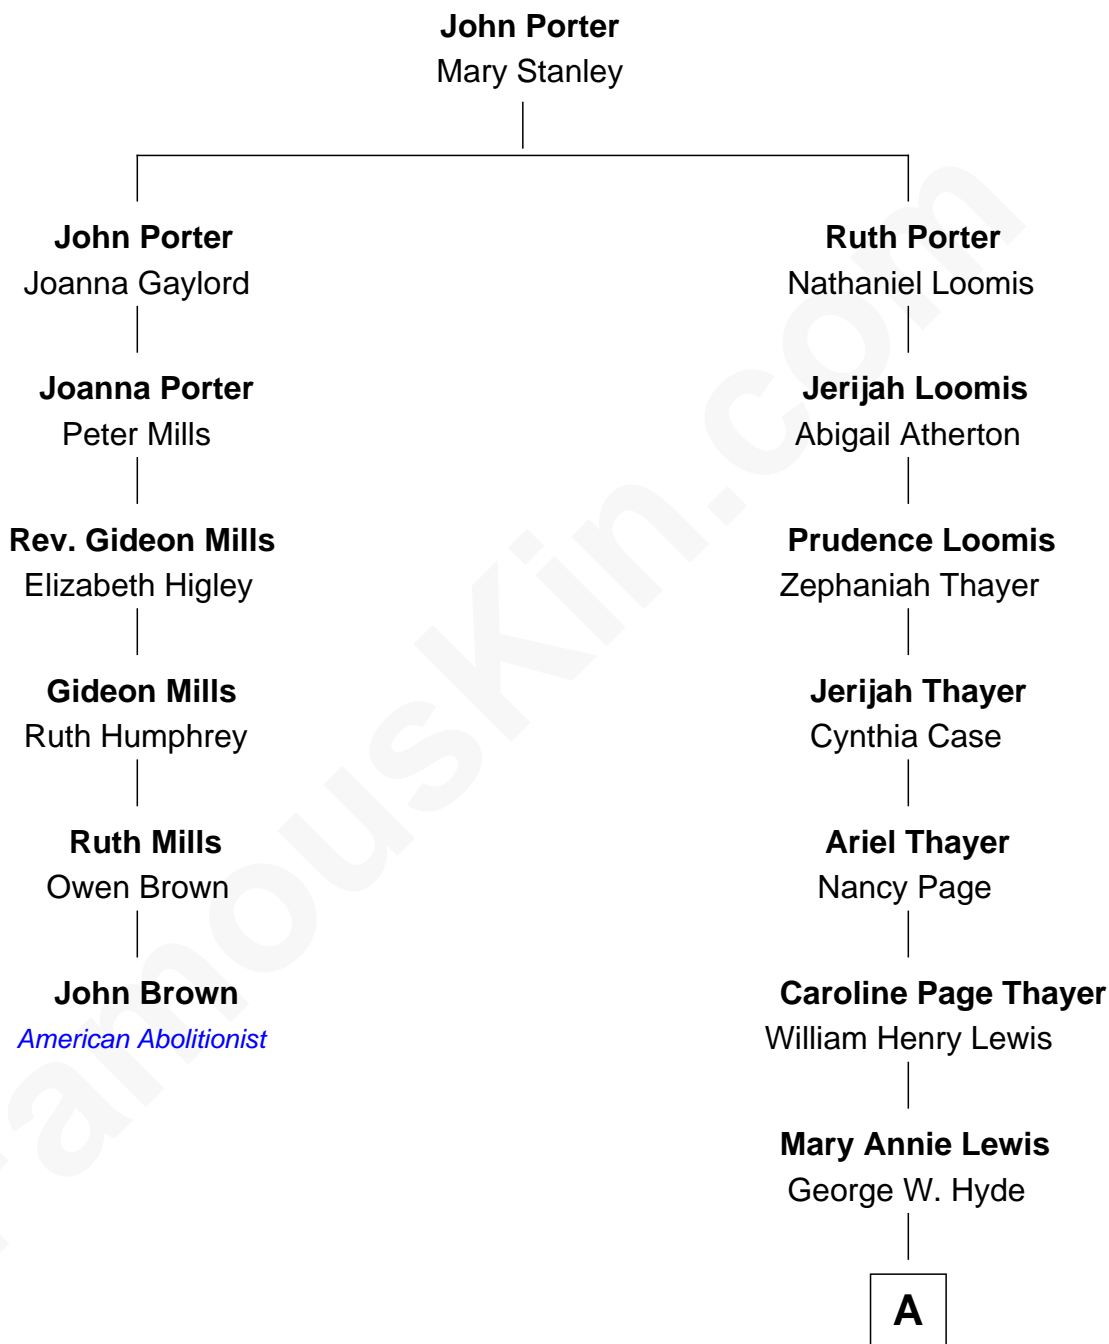 John Porter
Mary Stanley
John Porter
Joanna Gaylord
Ruth Porter
Nathaniel Loomis
Joanna Porter
Peter Mills
Jerijah Loomis
Abigail Atherton
Rev. Gideon Mills
Elizabeth Higley
Prudence Loomis
Zephaniah Thayer
Gideon Mills
Ruth Humphrey
Jerijah Thayer
Cynthia Case
Ruth Mills
Owen Brown
Ariel Thayer
Nancy Page
John Brown
American Abolitionist
Caroline Page Thayer
William Henry Lewis
Mary Annie Lewis
George W. Hyde
A
FamousKin.com